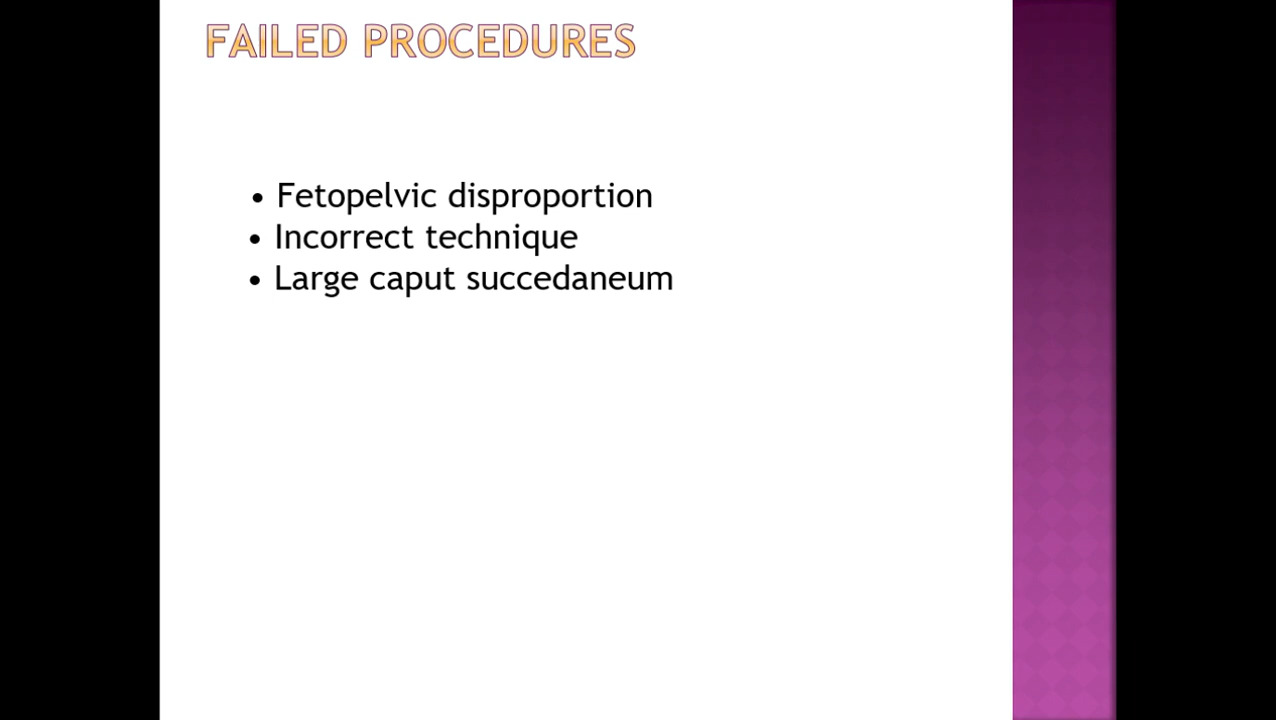 FAILED PROCEDURES
• Fetopelvic disproportion
• Incorrect technique
• Large caput succedaneum